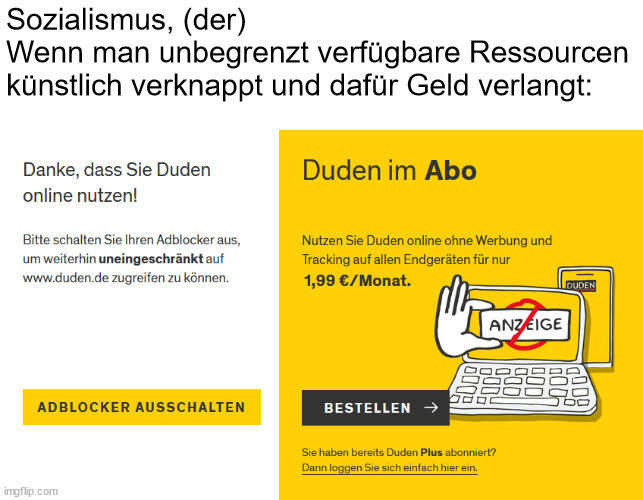 Sozialismus, (der)
Wenn man unbegrenzt verfügbare Ressourcen
künstlich verknappt und dafür Geld verlangt:
Danke, dass Sie Duden
online nutzen!
Bitte schalten Sie Ihren Adblocker aus,
um weiterhin uneingeschränkt auf
www.duden.de zugreifen zu können.
ADBLOCKER AUSSCHALTEN
Duden im Abo
Nutzen Sie Duden online ohne Werbung und
Tracking auf allen Endgeräten für nur
1,99 €/Monat.
DUDEN
ANZEIGE
BESTELLEN →
Sie haben bereits Duden Plus abonniert?
Dann loggen Sie sich einfach hier ein.
imgflip.com